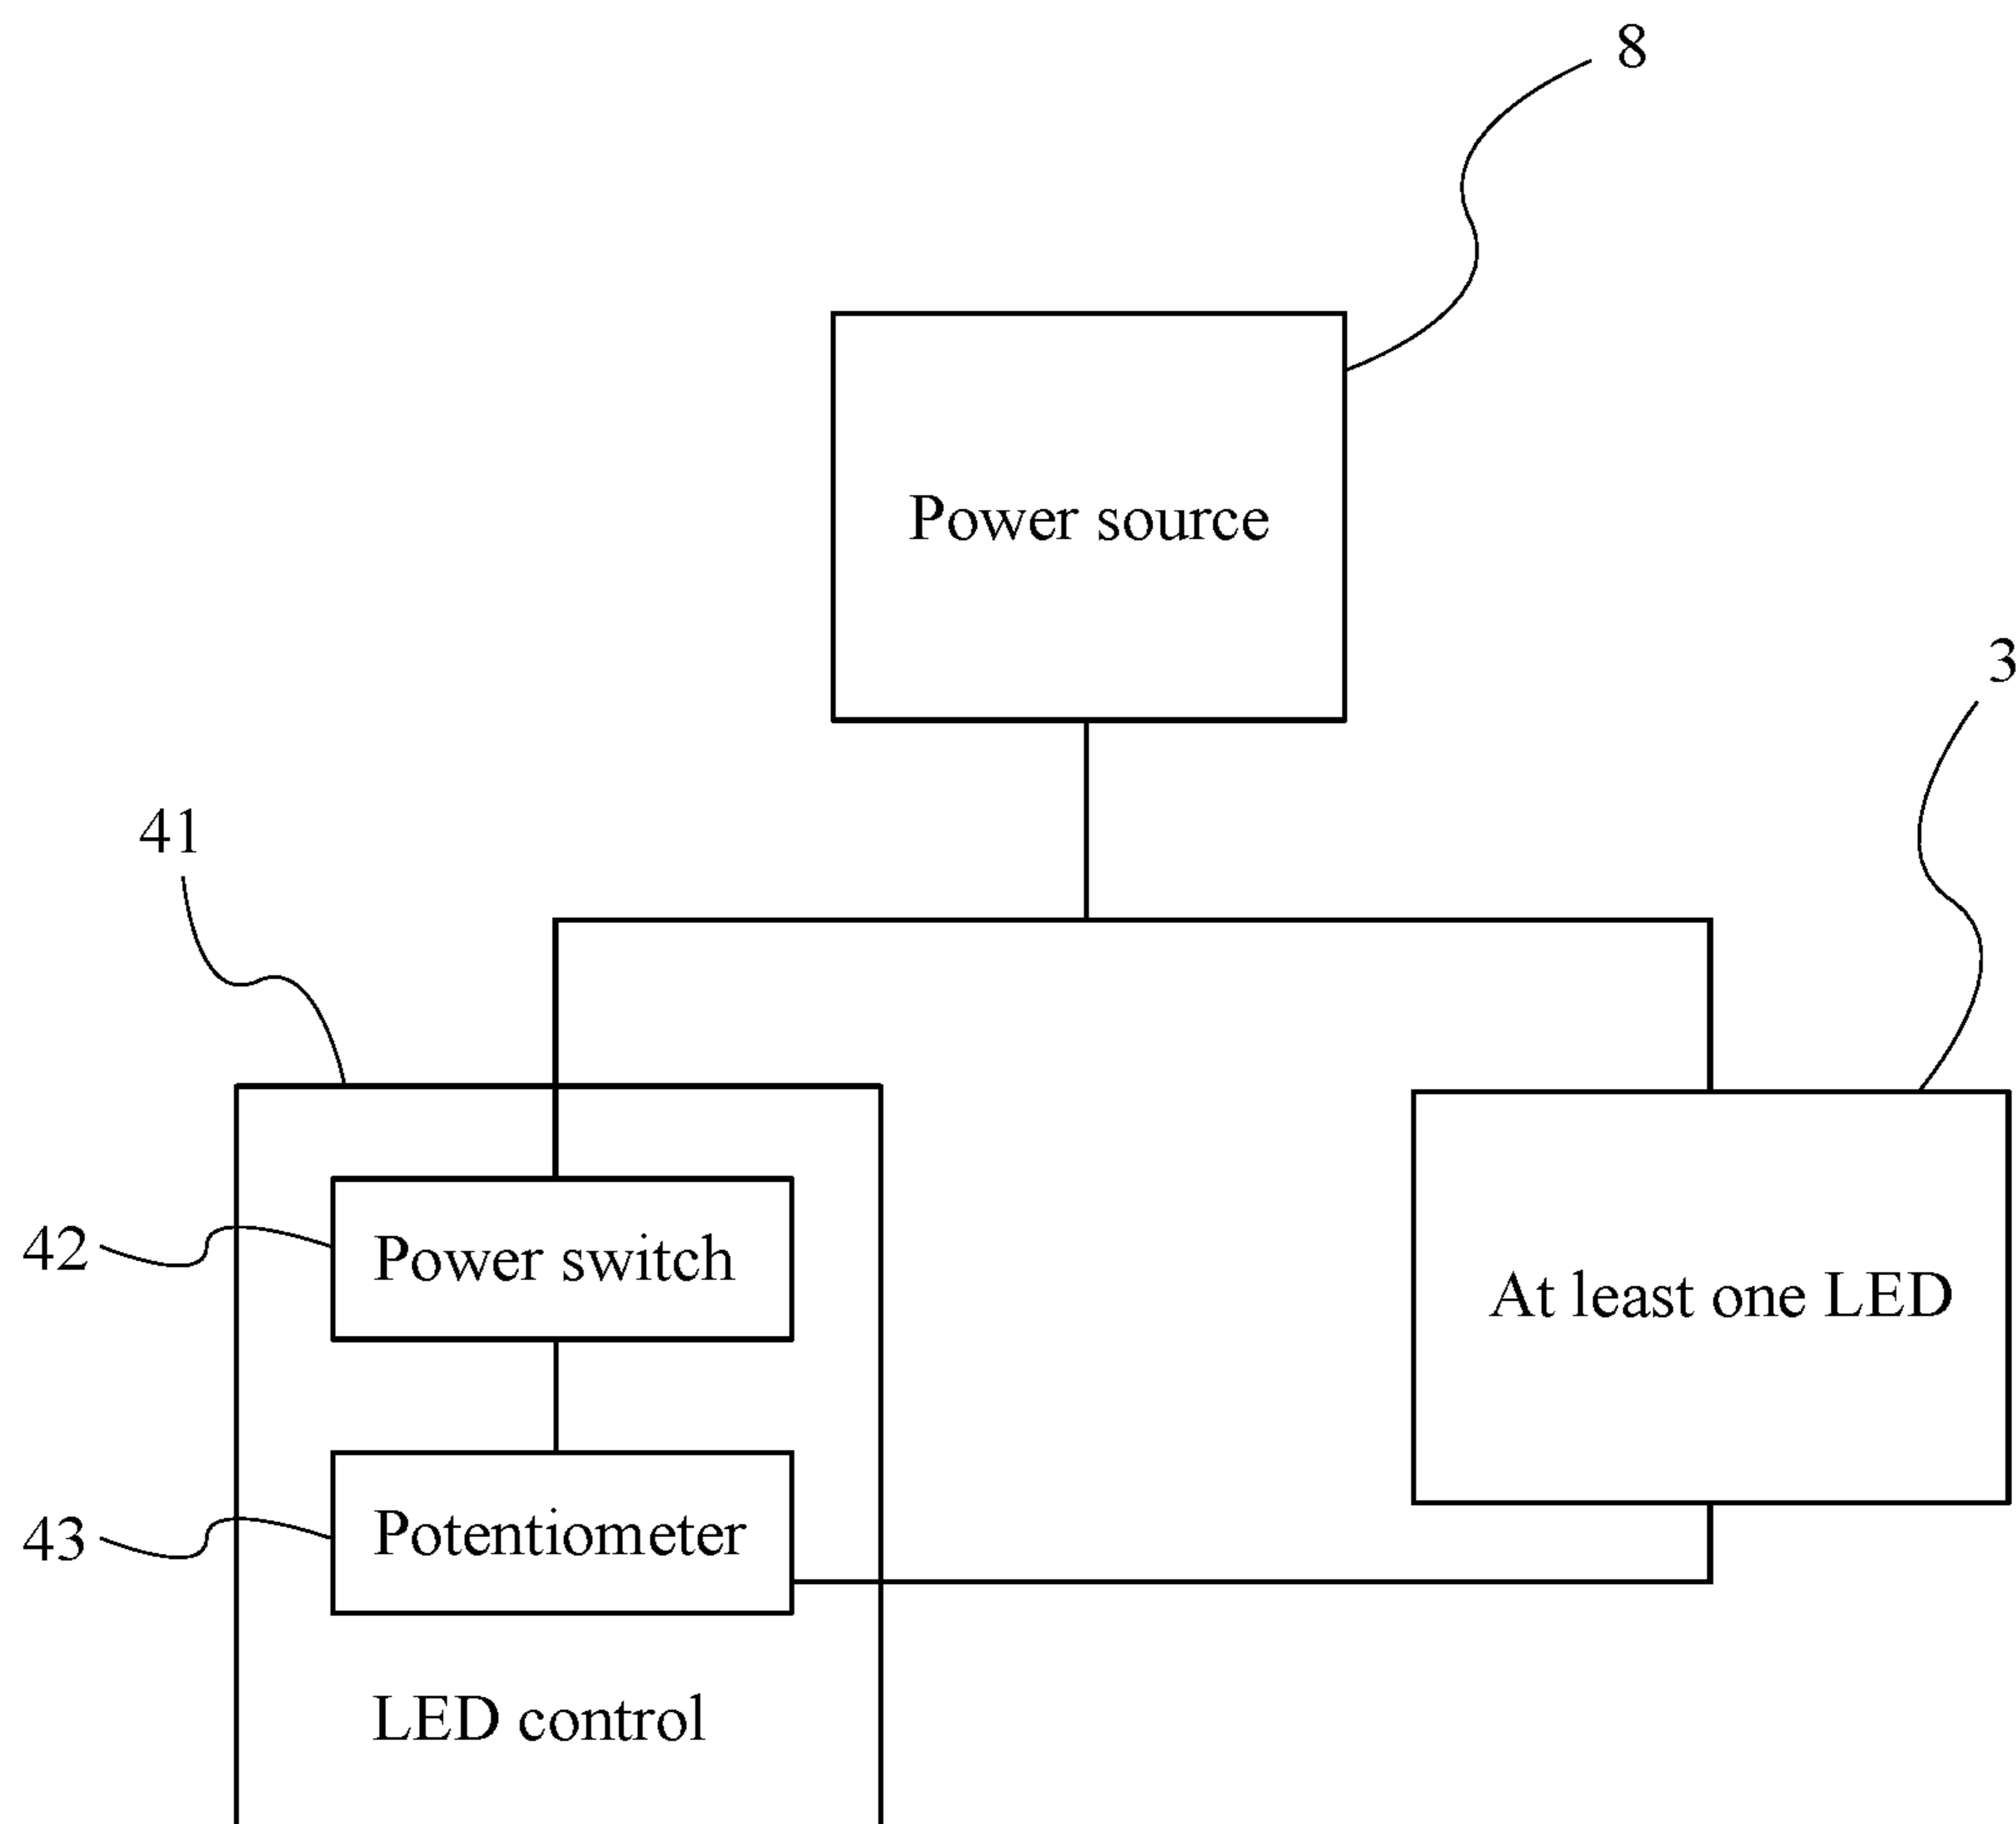 8
Power source
3
41
42
Power switch
At least one LED
43
Potentiometer
LED control